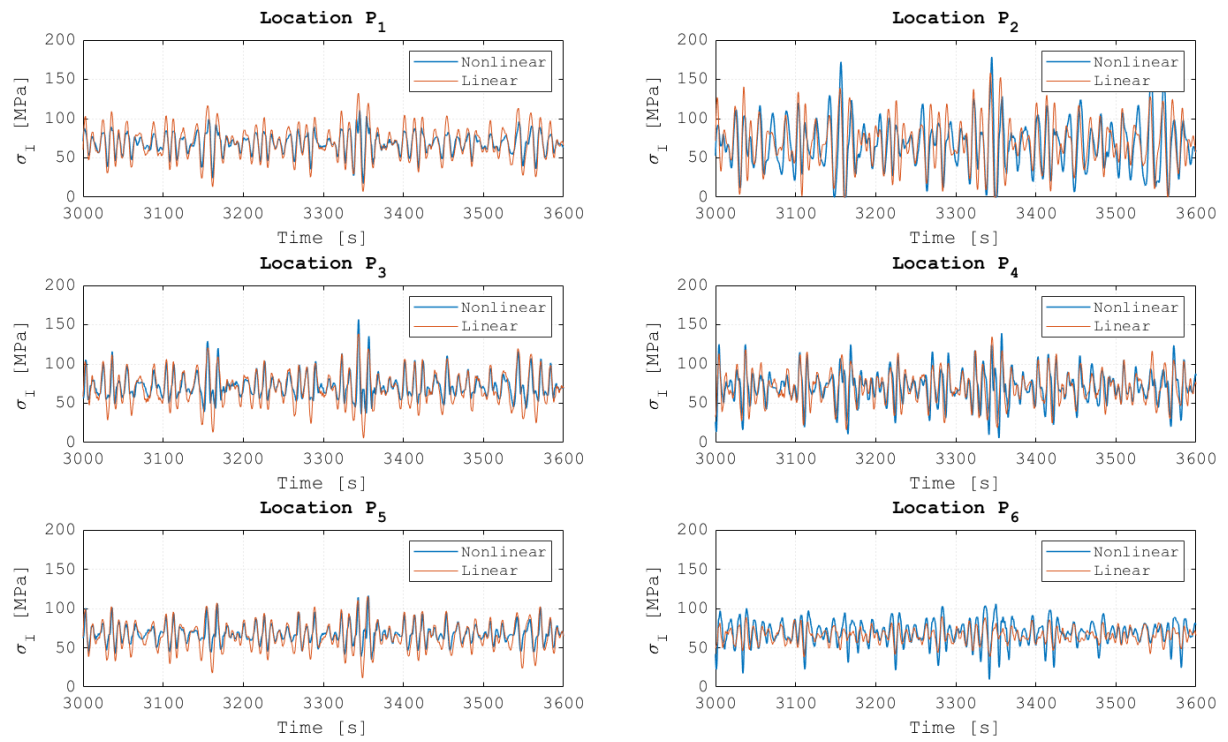 Location P1
200
150
100
50
0
σI [MPa]
Nonlinear
Linear
3000 3100 3200 3300 3400 3500 3600
Time [s]
Location P2
200
150
100
50
0
σI [MPa]
Nonlinear
Linear
3000 3100 3200 3300 3400 3500 3600
Time [s]
Location P3
200
150
100
50
0
σI [MPa]
Nonlinear
Linear
3000 3100 3200 3300 3400 3500 3600
Time [s]
Location P4
200
150
100
50
0
σI [MPa]
Nonlinear
Linear
3000 3100 3200 3300 3400 3500 3600
Time [s]
Location P5
200
150
100
50
0
σI [MPa]
Nonlinear
Linear
3000 3100 3200 3300 3400 3500 3600
Time [s]
Location P6
200
150
100
50
0
σI [MPa]
Nonlinear
Linear
3000 3100 3200 3300 3400 3500 3600
Time [s]